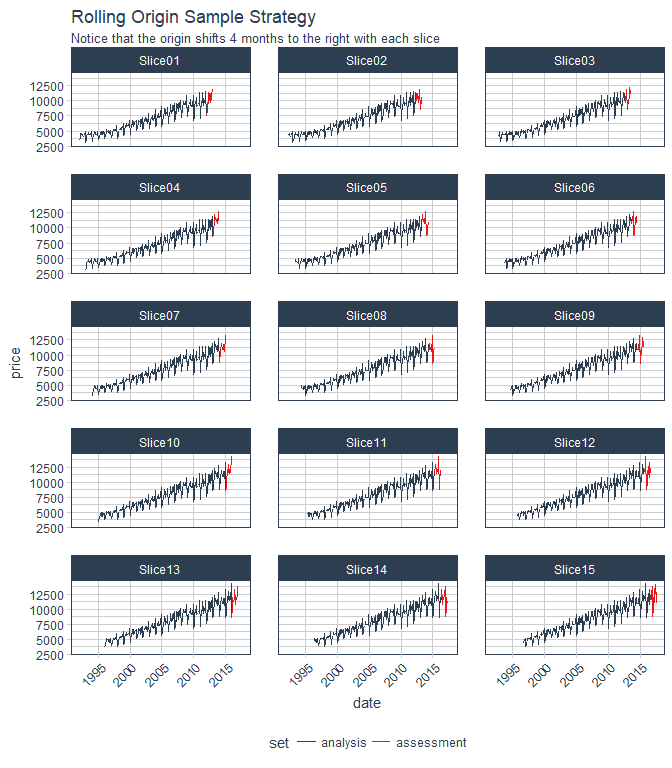 Rolling Origin Sample Strategy
Notice that the origin shifts 4 months to the right with each slice
Slice01 Slice02 Slice03
12500
10000
7500
5000
2500
Slice04 Slice05 Slice06
12500
10000
7500
5000
2500
Slice07 Slice08 Slice09
12500
10000
7500
5000
2500
price
Slice10 Slice11 Slice12
12500
10000
7500
5000
2500
Slice13 Slice14 Slice15
12500
10000
7500
5000
2500
1995 2000 2005 2010 2015 1995 2000 2005 2010 2015 1995 2000 2005 2010 2015
date
set analysis assessment